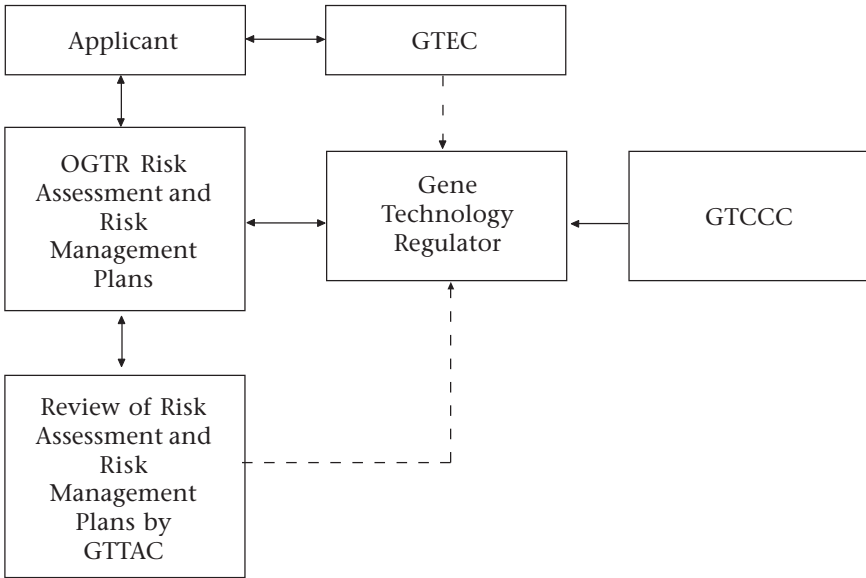 Applicant
GTEC
OGTR Risk
Assessment and
Risk
Management
Plans
Gene
Technology
Regulator
GTCCC
Review of Risk
Assessment and
Risk
Management
Plans by
GTTAC